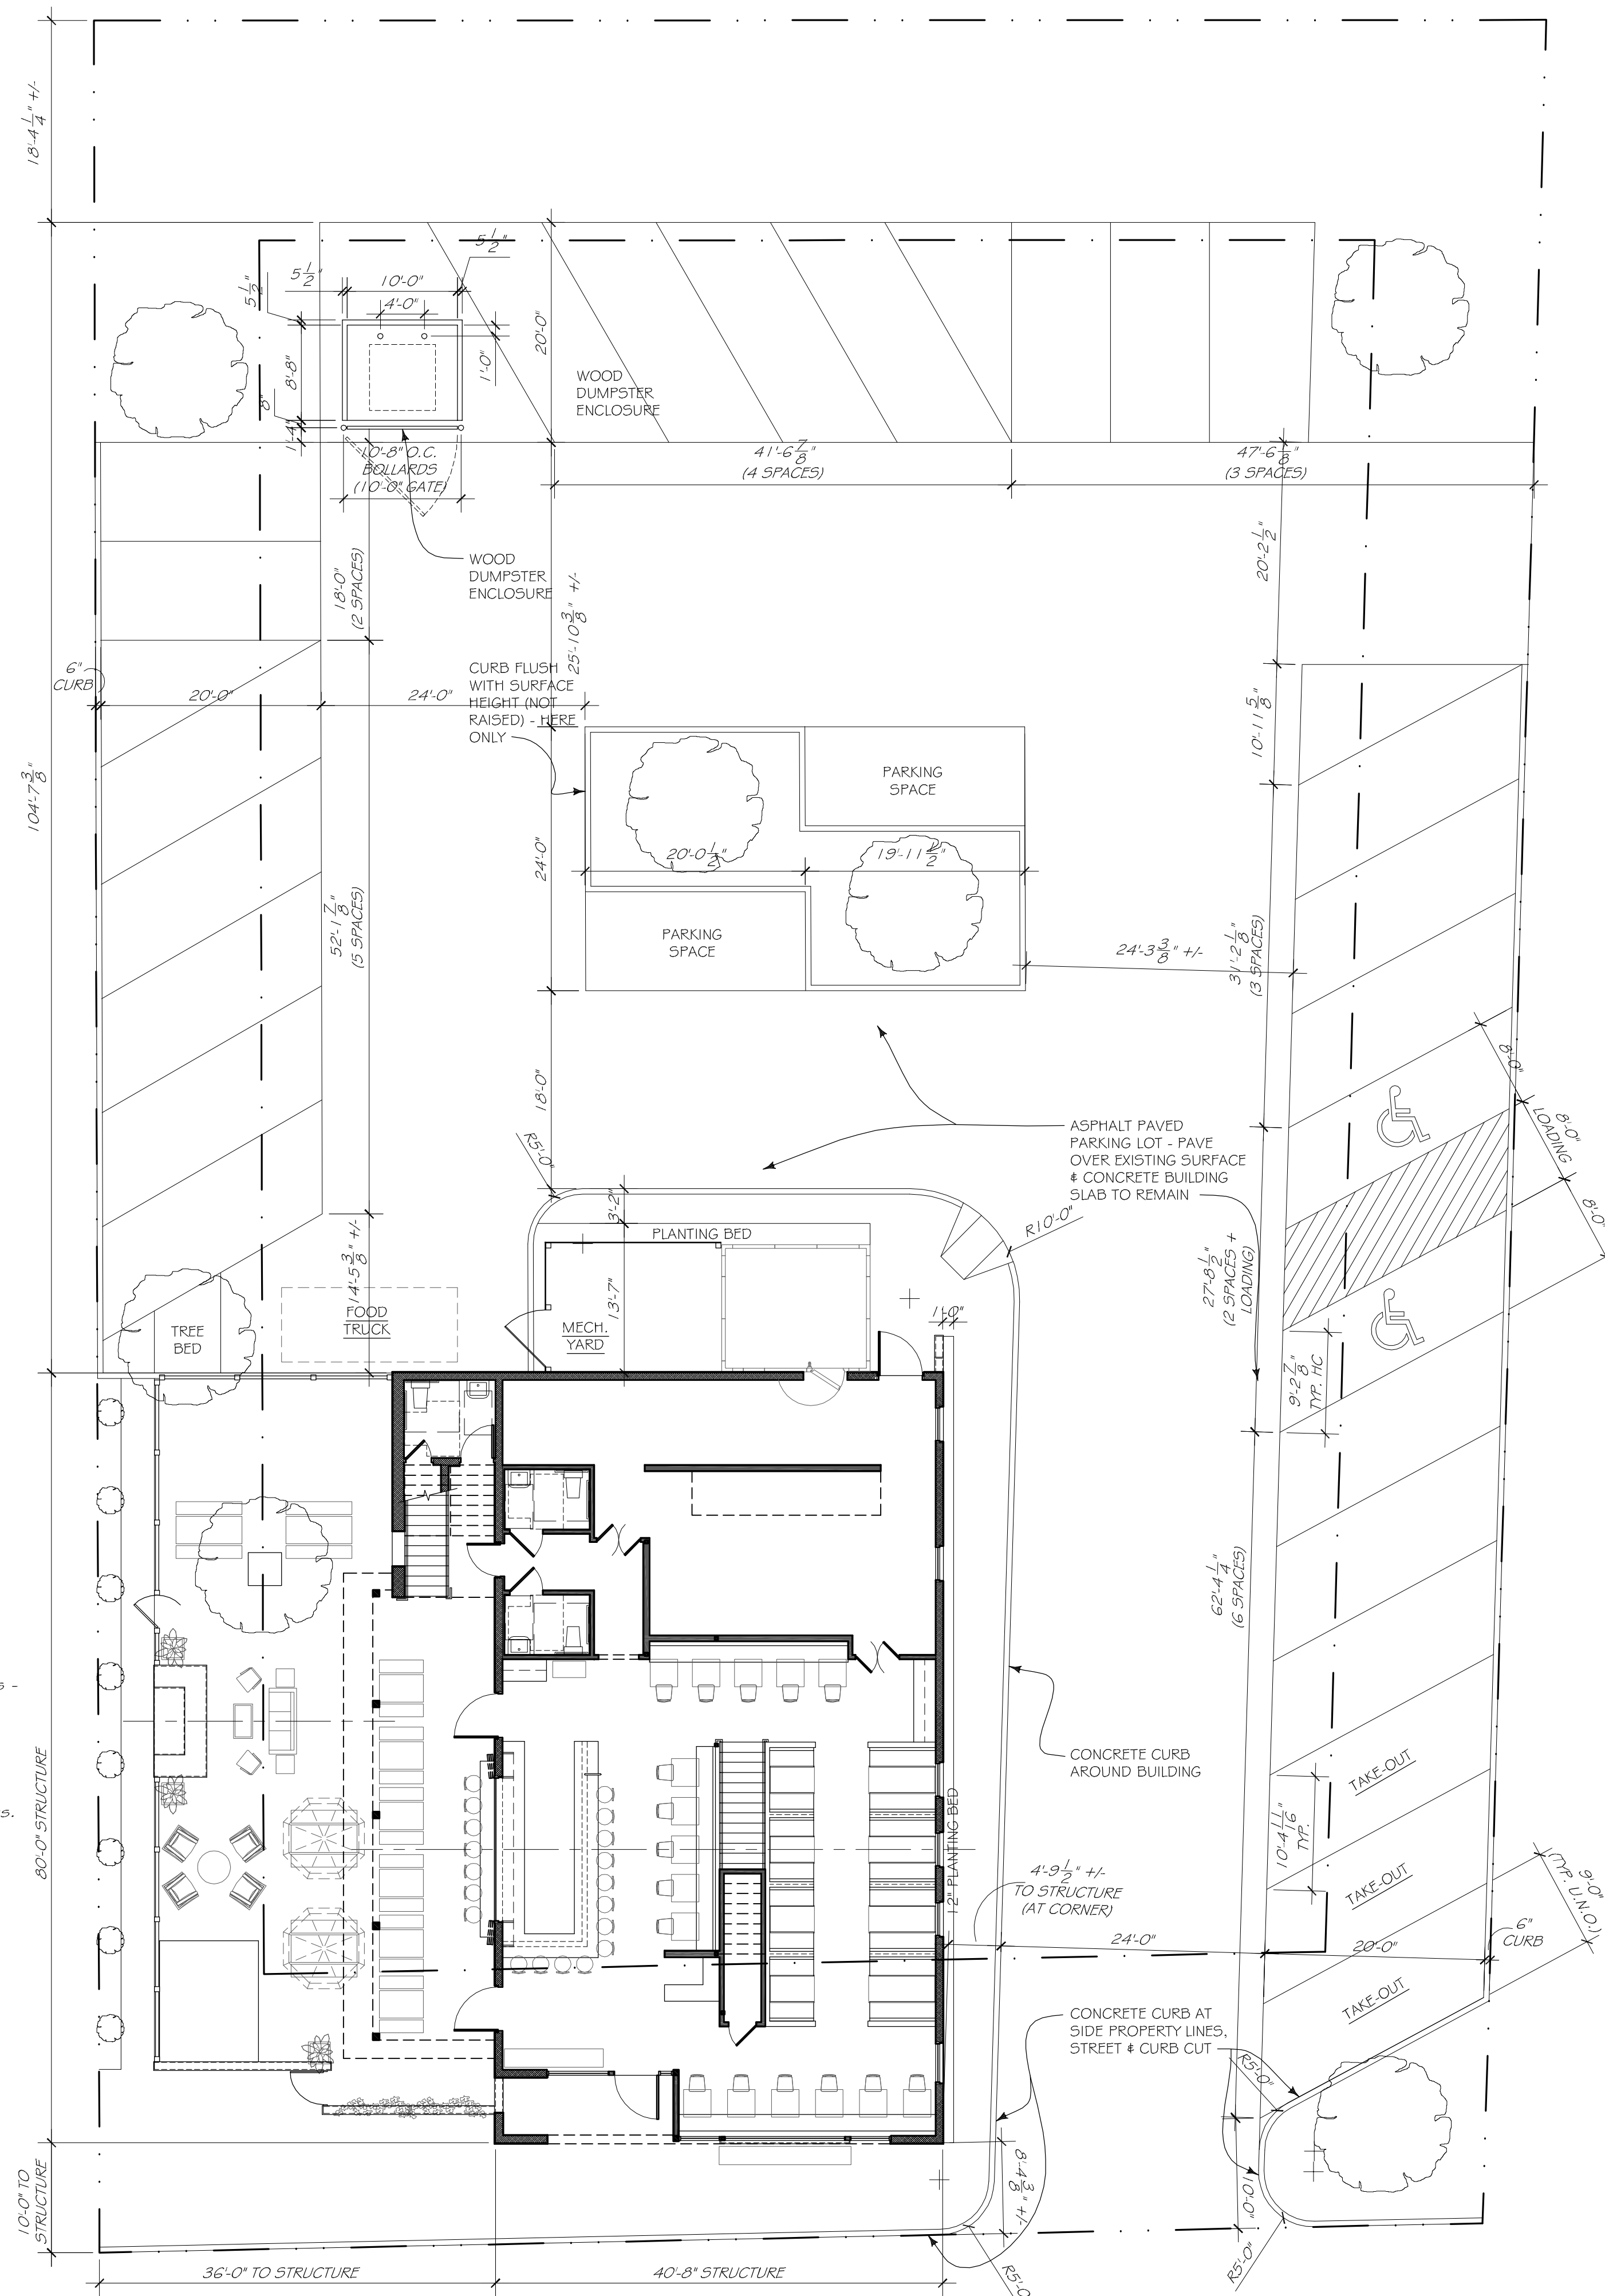 18'-4 1/4" +/-
5 1/2"
5 1/2"
5 1/2"
10'-0"
4'-0"
8'-8"
8"
1'-4"
1'-0"
20'-0"
WOOD
DUMPSTER
ENCLOSURE
10'-8" O.C.
BOLLARDS
(10'-0" GATE)
41'-6 7/8"
(4 SPACES)
47'-6 1/8"
(3 SPACES)
20'-2 1/2"
WOOD
DUMPSTER
ENCLOSURE
18'-0"
(2 SPACES)
25'-10 3/8" +/-
6"
CURB
20'-0"
24'-0"
CURB FLUSH
WITH SURFACE
HEIGHT (NOT
RAISED) - HERE
ONLY
104'-7 3/8"
10'-11 5/8"
PARKING
SPACE
20'-0 1/2"
19'-11 1/2"
24'-0"
PARKING
SPACE
52'-1 7/8"
(5 SPACES)
24'-3 3/8" +/-
31'-2 1/8"
(3 SPACES)
18'-0"
8'-0"
8'-0"
LOADING
8'-0"
ASPHALT PAVED
PARKING LOT - PAVE
OVER EXISTING SURFACE
& CONCRETE BUILDING
SLAB TO REMAIN
R5'-0"
3'-2"
PLANTING BED
R10'-0"
14'-5 3/8" +/-
13'-7"
27'-8 1/2"
(2 SPACES +
LOADING)
TREE
BED
FOOD
TRUCK
MECH.
YARD
1'-0"
9'-2 7/8"
TYP. HC
62'-4 1/4"
(6 SPACES)
S -
S.
80'-0" STRUCTURE
CONCRETE CURB
AROUND BUILDING
TAKE-OUT
10'-4 11/16"
TYP.
12" PLANTING BED
4'-9 1/2" +/-
TO STRUCTURE
(AT CORNER)
TAKE-OUT
9'-0"
(TYP. U.N.O.)
24'-0"
20'-0"
6"
CURB
TAKE-OUT
CONCRETE CURB AT
SIDE PROPERTY LINES,
STREET & CURB CUT
R5'-0"
10'-0" TO
STRUCTURE
8'-4 3/8" +/-
10'-0"
R5'-0"
R5'-0
36'-0" TO STRUCTURE
40'-8" STRUCTURE